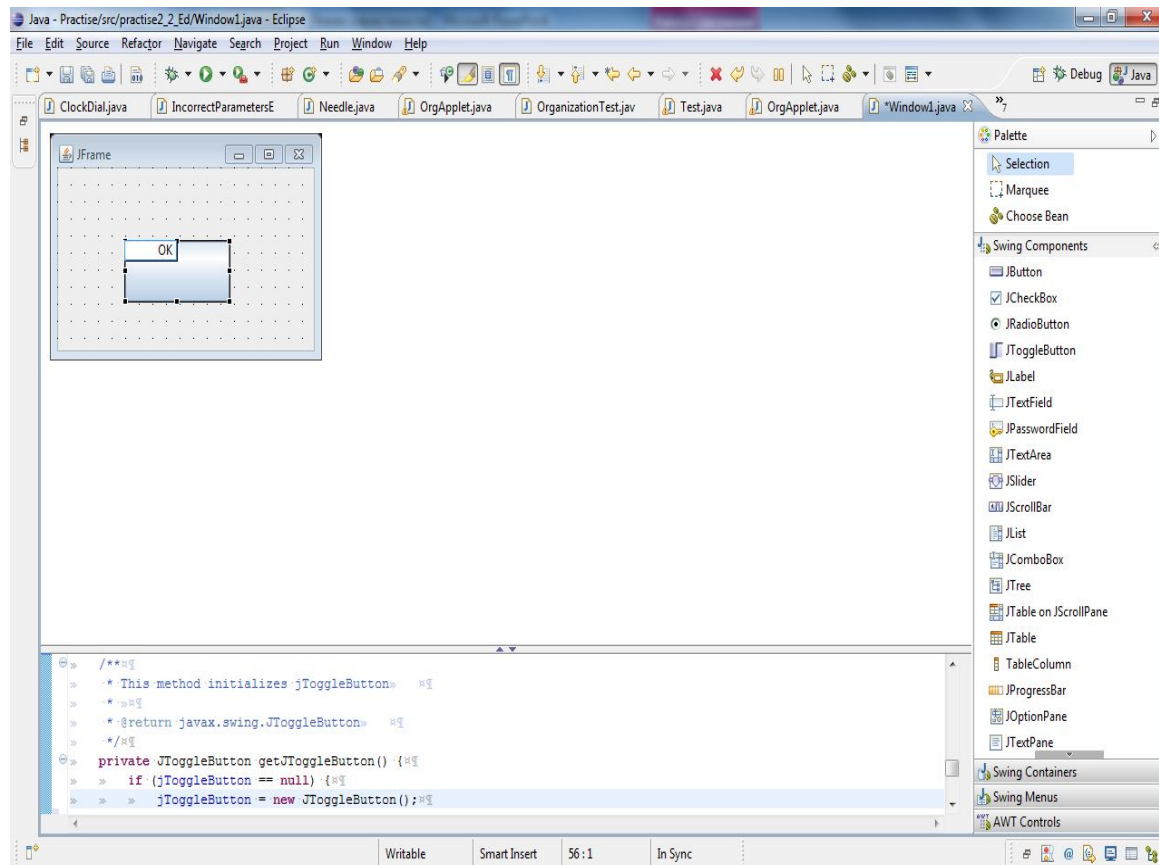 Java - Practise/src/practise2_2_Ed/Window1.java - Eclipse
File Edit Source Refactor Navigate Search Project Run Window Help
Debug Java
ClockDial.java IncorrectParametersE Needle.java OrgApplet.java OrganizationTest.jav Test.java OrgApplet.java *Window1.java »7
Palette
JFrame
Selection
Marquee
Choose Bean
OK
Swing Components
JButton
JCheckBox
JRadioButton
JToggleButton
JLabel
JTextField
JPasswordField
JTextArea
JSlider
JScrollBar
JList
JComboBox
JTree
JTable on JScrollPane
JTable
TableColumn
JProgressBar
JOptionPane
JTextPane
Swing Containers
Swing Menus
AWT Controls
/**
* This method initializes jToggleButton
*
* @return javax.swing.JToggleButton
*/
private JToggleButton getJToggleButton() {
if (jToggleButton == null) {
jToggleButton = new JToggleButton();
Writable Smart Insert 56 : 1 In Sync